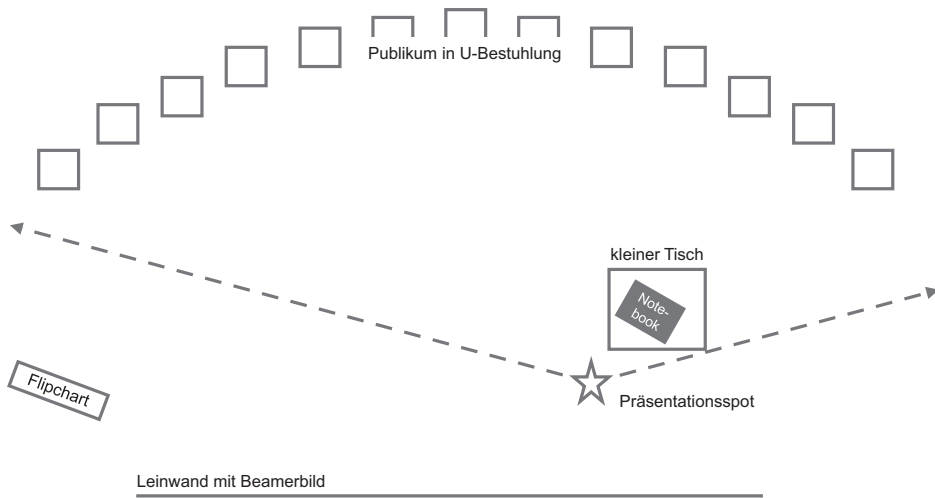 Publikum in U-Bestuhlung
kleiner Tisch
Note-
book
Flipchart
Präsentationsspot
Leinwand mit Beamerbild